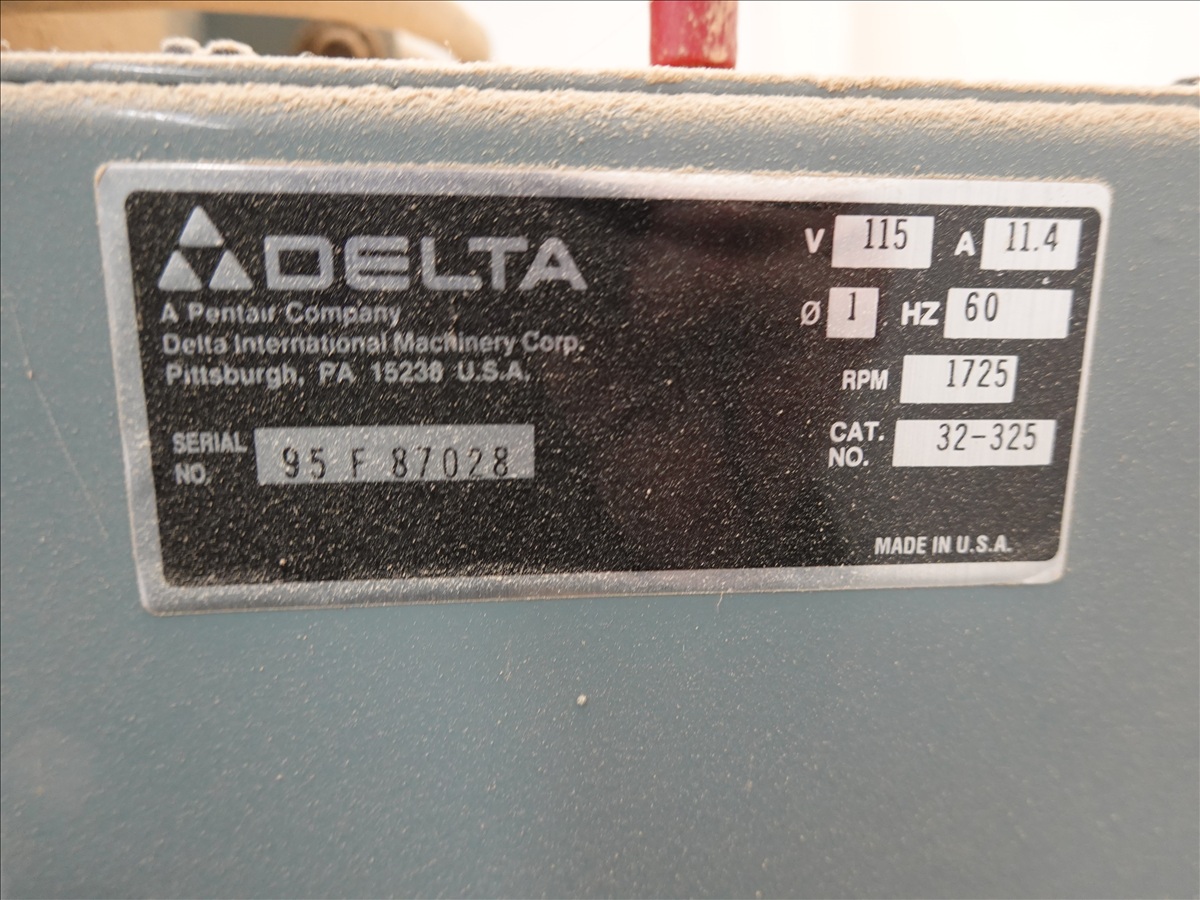 DELTA
A Pentair Company
Delta International Machinery Corp.
Pittsburgh, PA 15238 U.S.A.
SERIAL NO. 95 F 87028
V 115 A 11.4
Ø 1 HZ 60
RPM 1725
CAT. NO. 32-325
MADE IN U.S.A.